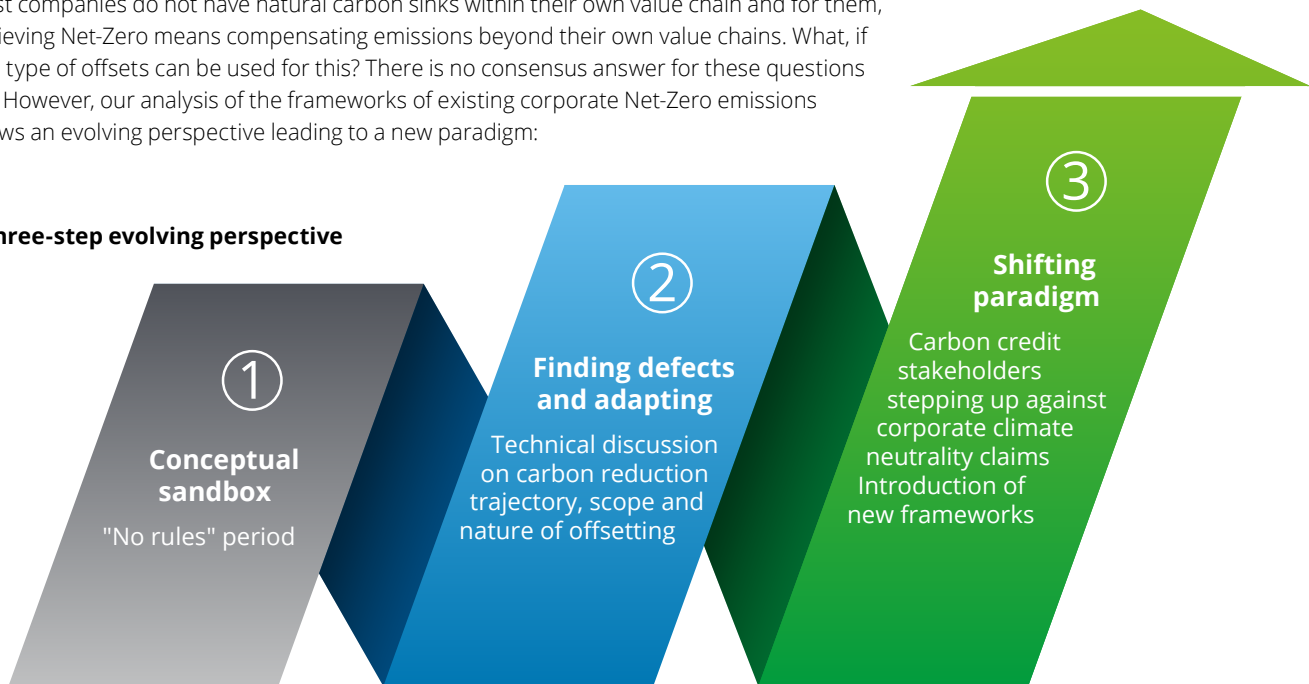 companies do not have natural carbon sinks within their own value chain and for them,
Net-Zero means compensating emissions beyond their own value chains. What, if
type of offsets can be used for this? There is no consensus answer for these questions
However, our analysis of the frameworks of existing corporate Net-Zero emissions
an evolving perspective leading to a new paradigm:
evolving perspective
1
Conceptual
sandbox
"No rules" period
2
Finding defects
and adapting
Technical discussion
on carbon reduction
trajectory, scope and
nature of offsetting
3
Shifting
paradigm
Carbon credit
stakeholders
stepping up against
corporate climate
neutrality claims
Introduction of
new frameworks